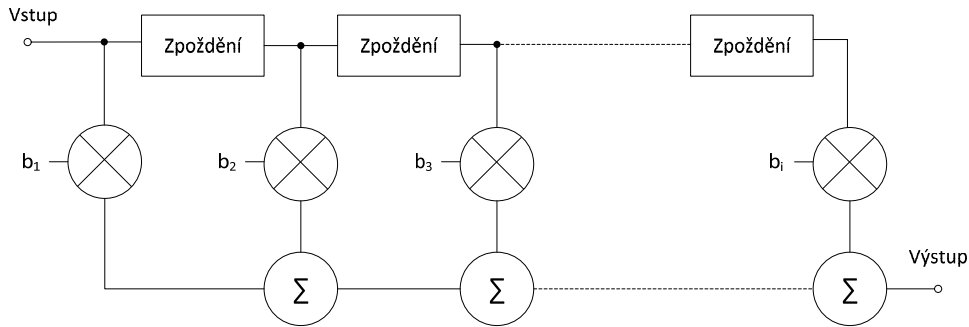 Vstup
Zpoždění
Zpoždění
Zpoždění
b1
b2
b3
bi
Σ
Σ
Σ
Výstup